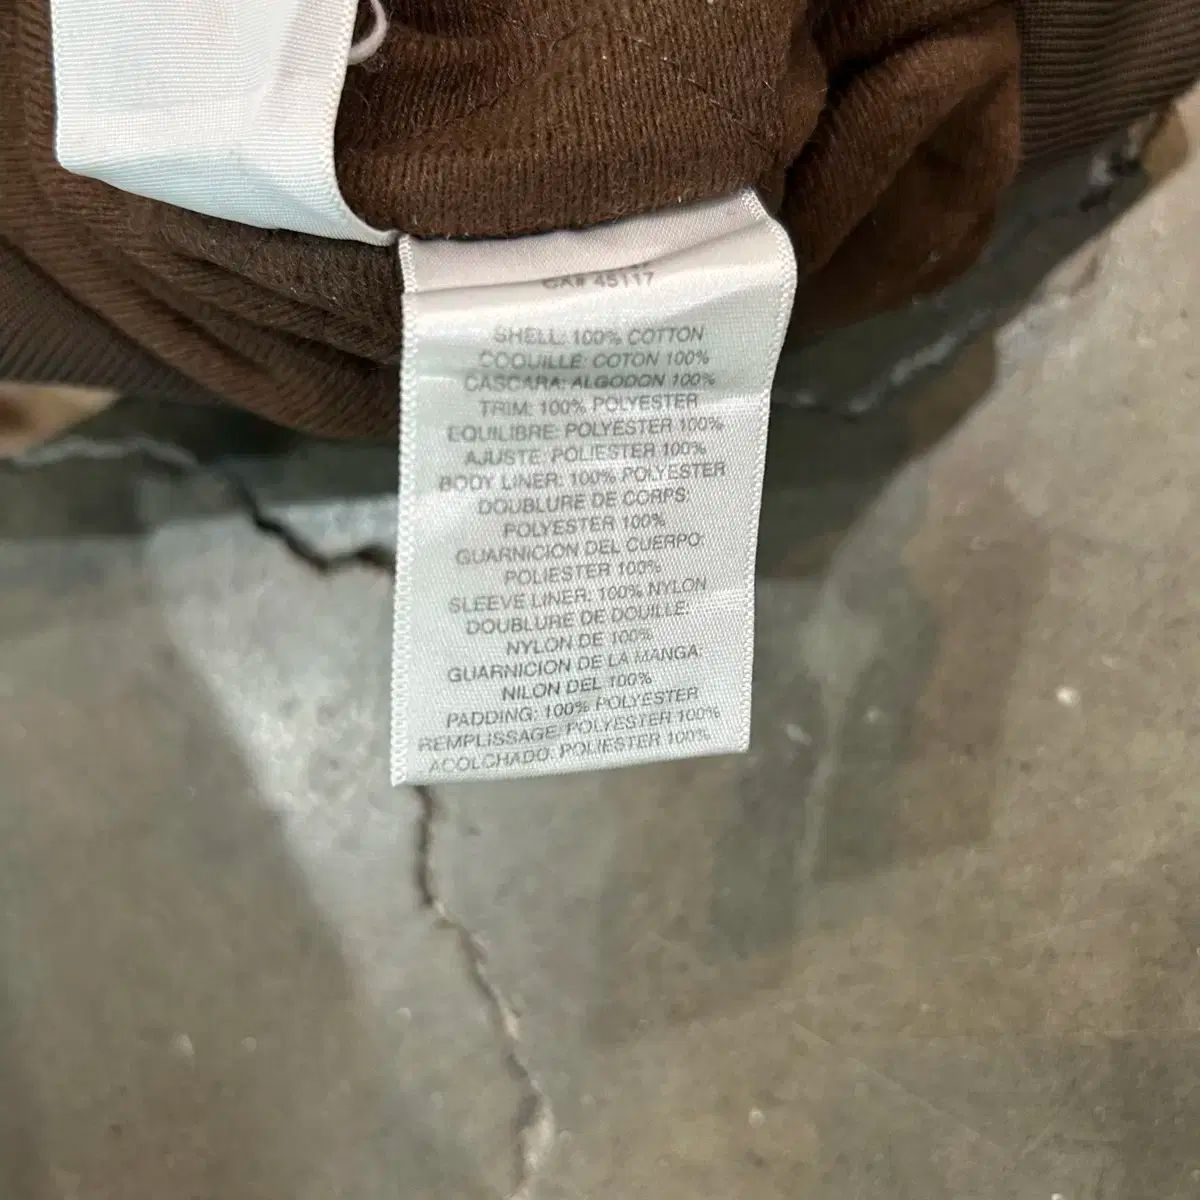 CA# 45117
SHELL: 100% COTTON
COQUILLE: COTON 100%
CASCARA: ALGODON 100%
TRIM: 100% POLYESTER
EQUILIBRE: POLYESTER 100%
AJUSTE: POLIESTER 100%
BODY LINER: 100% POLYESTER
DOUBLURE DE CORPS:
POLYESTER 100%
GUARNICION DEL CUERPO:
POLIESTER 100%
SLEEVE LINER: 100% NYLON
DOUBLURE DE DOUILLE:
NYLON DE 100%
GUARNICION DE LA MANGA:
NILON DEL 100%
PADDING: 100% POLYESTER
REMPLISSAGE: POLYESTER 100%
ACOLCHADO: POLIESTER 100%